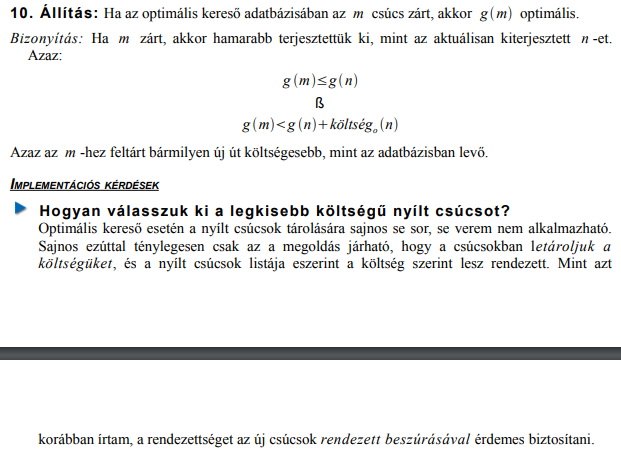 10. Állítás: Ha az optimális kereső adatbázisában az m csúcs zárt, akkor g(m) optimális.
Bizonyítás: Ha m zárt, akkor hamarabb terjesztettük ki, mint az aktuálisan kiterjesztett n -et.
Azaz:
g(m)≤g(n)
ß
g(m)<g(n)+költségₒ(n)
Azaz az m -hez feltárt bármilyen új út költségesebb, mint az adatbázisban levő.
IMPLEMENTÁCIÓS KÉRDÉSEK
Hogyan válasszuk ki a legkisebb költségű nyílt csúcsot?
Optimális kereső esetén a nyílt csúcsok tárolására sajnos se sor, se verem nem alkalmazható.
Sajnos ezúttal ténylegesen csak az a megoldás járható, hogy a csúcsokban letároljuk a
költségüket, és a nyílt csúcsok listája eszerint a költség szerint lesz rendezett. Mint azt
korábban írtam, a rendezettséget az új csúcsok rendezett beszúrásával érdemes biztosítani.